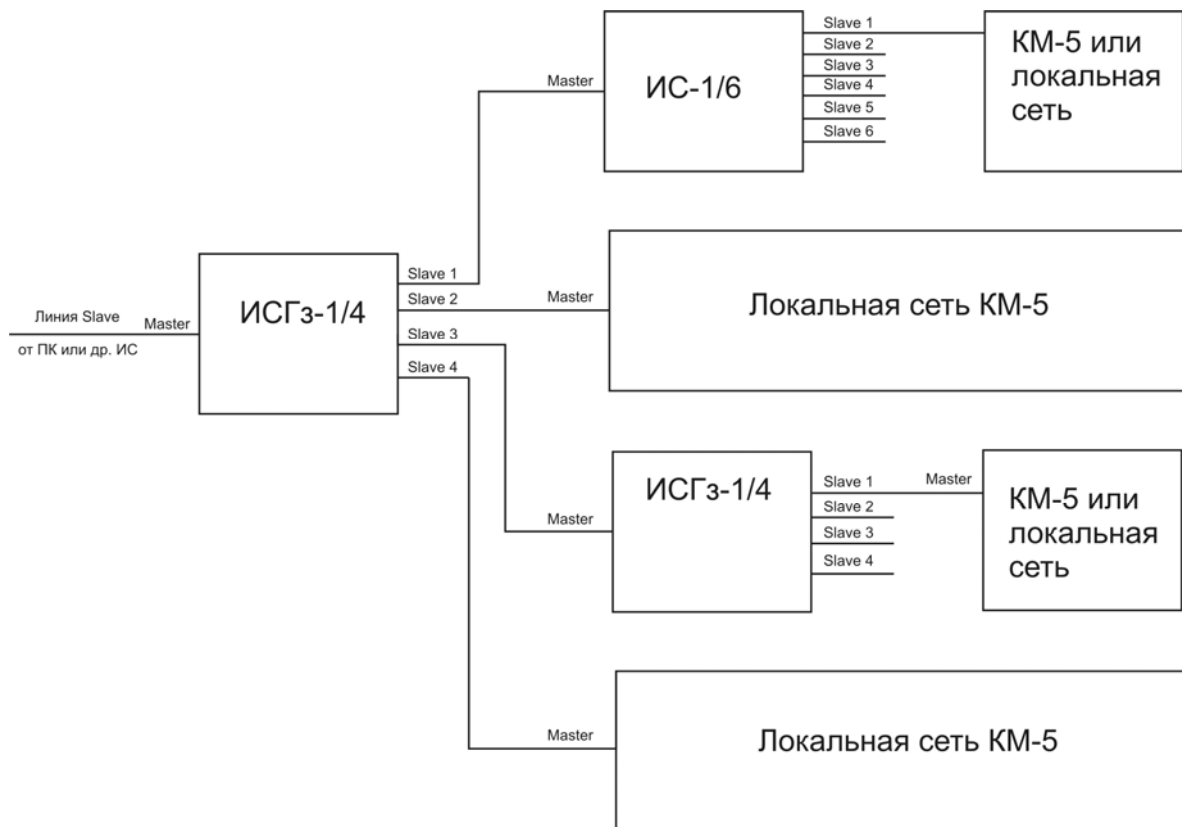 Slave 1
Slave 2
Slave 3
Slave 4
Slave 5
Slave 6
Master
ИС-1/6
КМ-5 или
локальная
сеть
Линия Slave
от ПК или др. ИС
Master
ИСГз-1/4
Slave 1
Slave 2
Slave 3
Slave 4
Master
Локальная сеть КМ-5
Master
ИСГз-1/4
Slave 1
Slave 2
Slave 3
Slave 4
Master
КМ-5 или
локальная
сеть
Master
Локальная сеть КМ-5